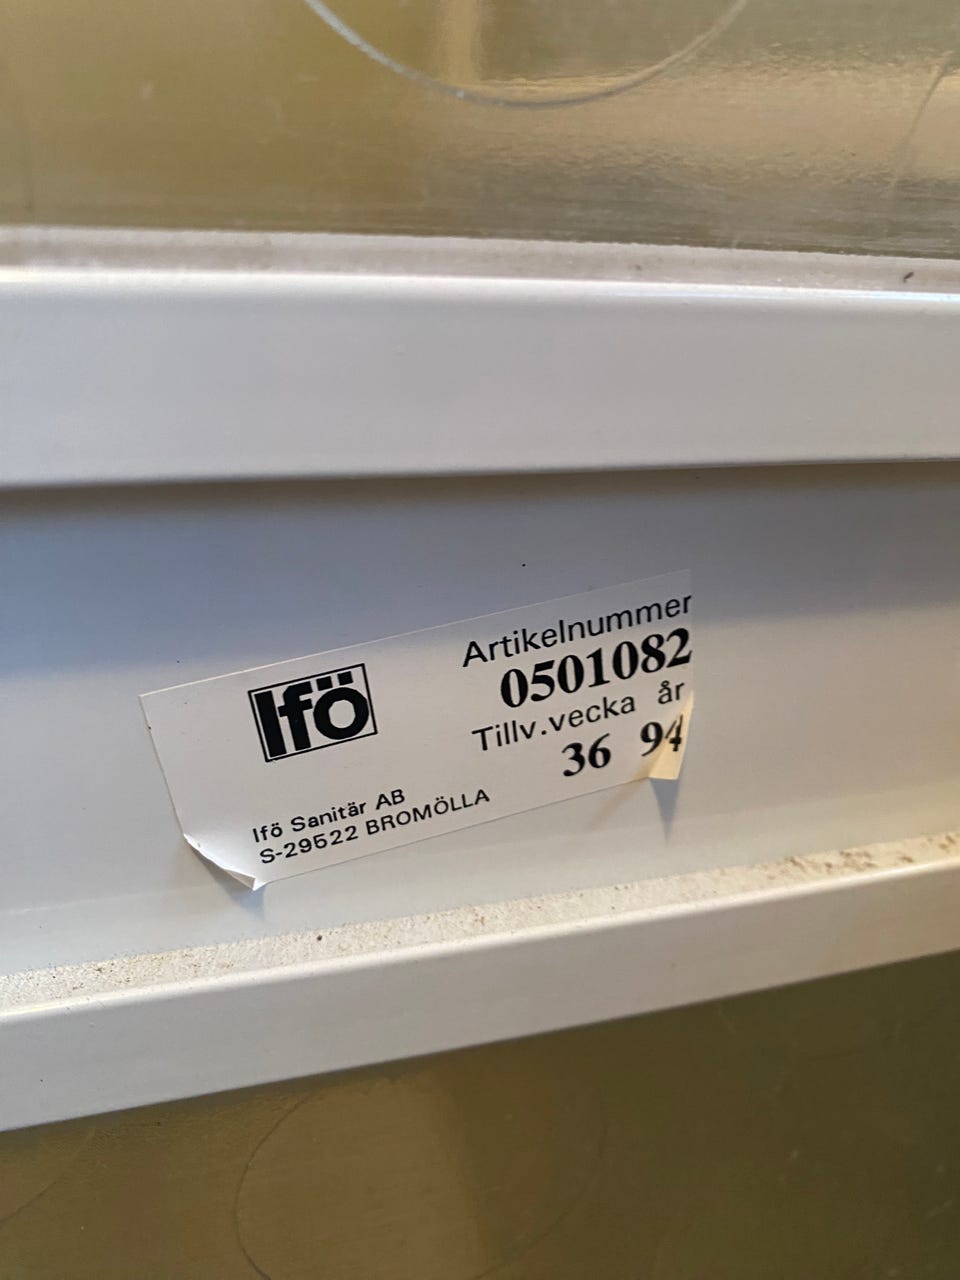 Ifö
Artikelnummer
0501082
Tillv.vecka år
36 94
Ifö Sanitär AB
S-29522 BROMÖLLA